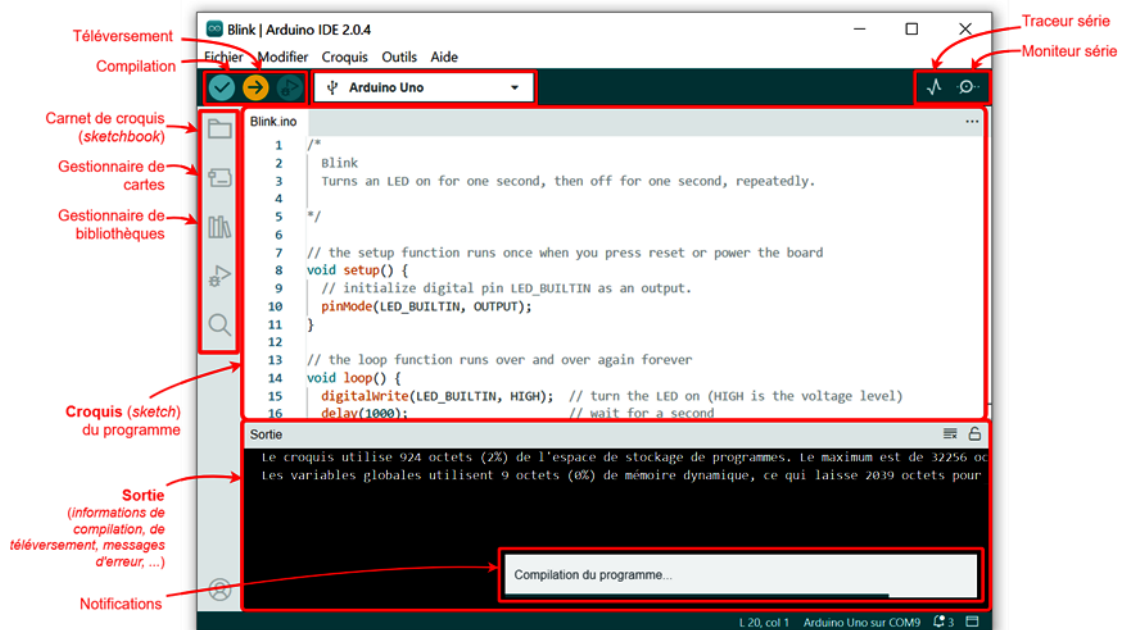 Blink | Arduino IDE 2.0.4
Fichier Modifier Croquis Outils Aide
Téléversement
Compilation
Traceur série
Moniteur série
Arduino Uno
Carnet de croquis
(sketchbook)
Gestionnaire de
cartes
Gestionnaire de
bibliothèques
Croquis (sketch)
du programme
Sortie
(informations de
compilation, de
téléversement, messages
d'erreur, ...)
Notifications
Blink.ino
1 /*
2 Blink
3 Turns an LED on for one second, then off for one second, repeatedly.
4
5 */
6
7 // the setup function runs once when you press reset or power the board
8 void setup() {
9 // initialize digital pin LED_BUILTIN as an output.
10 pinMode(LED_BUILTIN, OUTPUT);
11 }
12
13 // the loop function runs over and over again forever
14 void loop() {
15 digitalWrite(LED_BUILTIN, HIGH); // turn the LED on (HIGH is the voltage level)
16 delay(1000); // wait for a second
Sortie
Le croquis utilise 924 octets (2%) de l'espace de stockage de programmes. Le maximum est de 32256 oc
Les variables globales utilisent 9 octets (0%) de mémoire dynamique, ce qui laisse 2039 octets pour
Compilation du programme...
L 20, col 1 Arduino Uno sur COM9 3